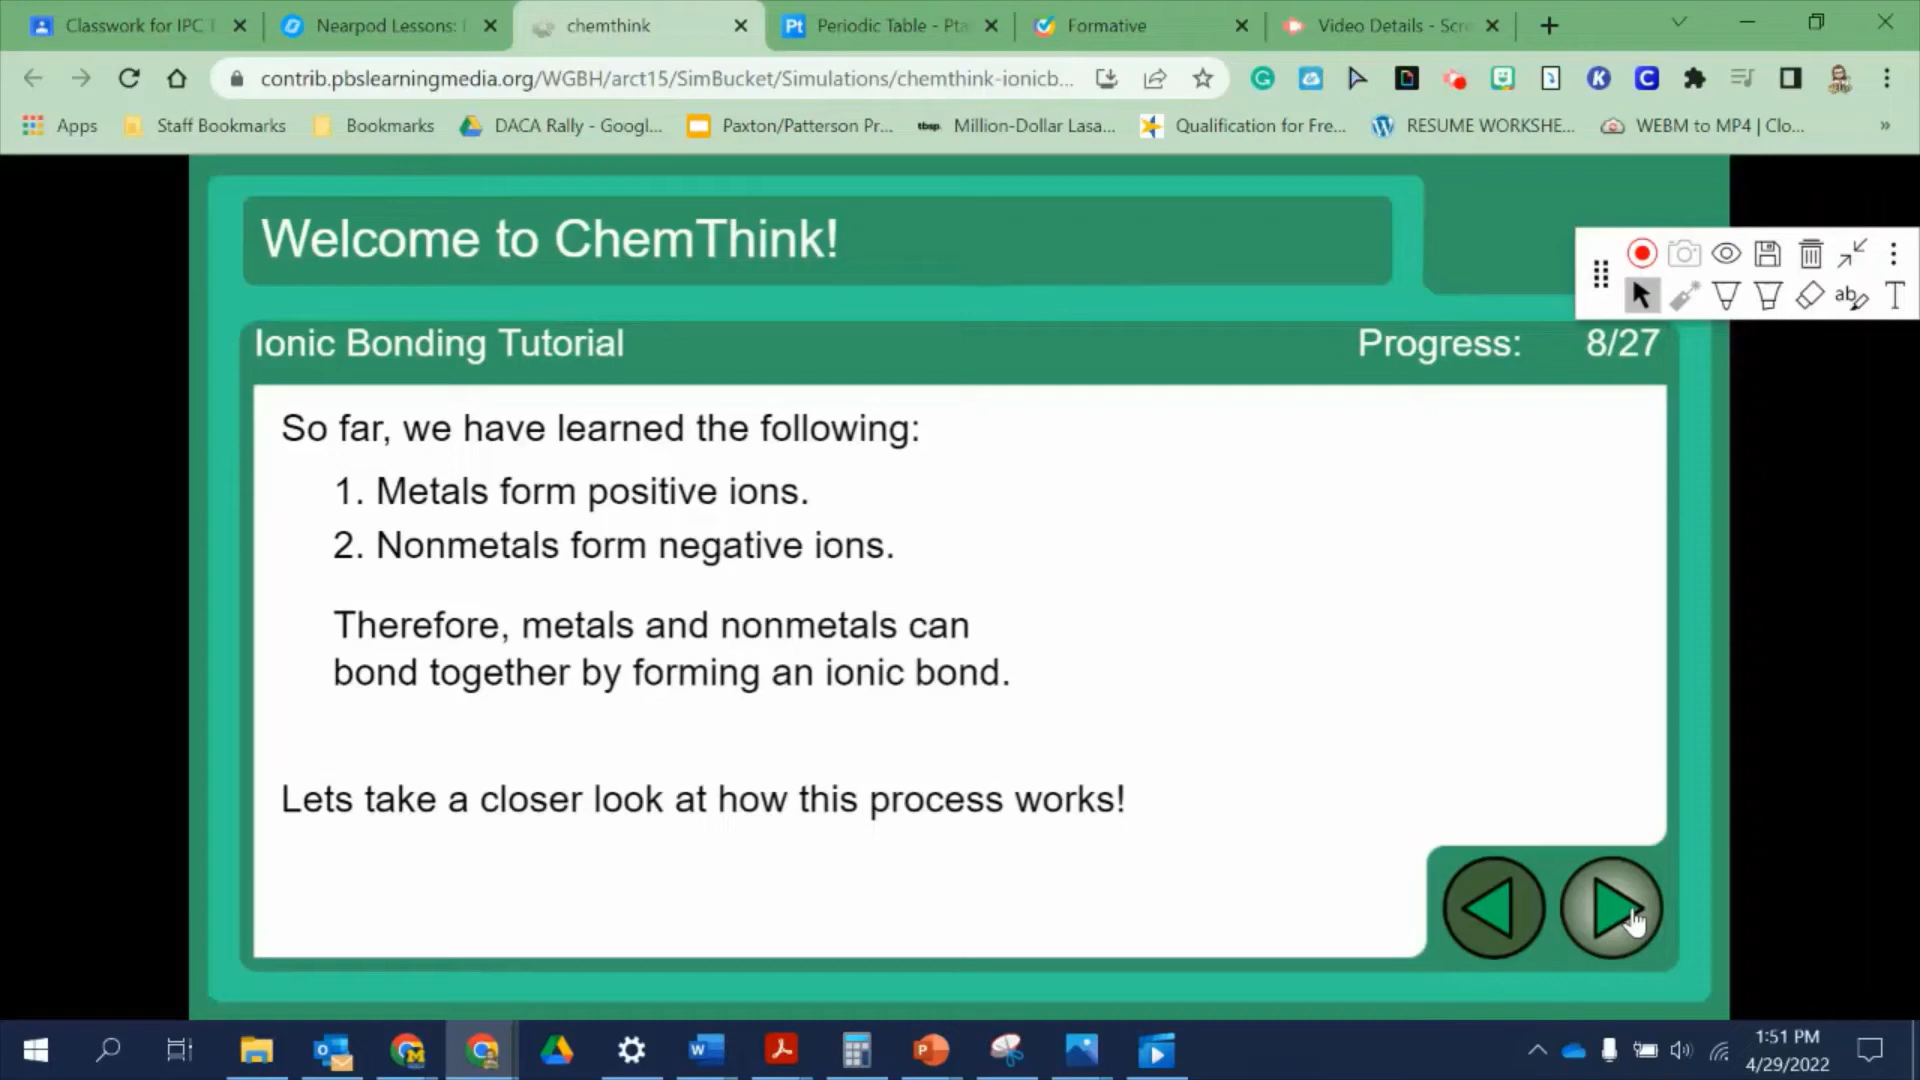 Classwork for IPC T
Nearpod Lessons: I
chemthink
Periodic Table - Pta
Formative
Video Details - Scre
contrib.pbslearningmedia.org/WGBH/arct15/SimBucket/Simulations/chemthink-ionicb...
Apps
Staff Bookmarks
Bookmarks
DACA Rally - Googl...
Paxton/Patterson Pr...
tbsp
Million-Dollar Lasa...
Qualification for Fre...
RESUME WORKSHE...
WEBM to MP4 | Clo...
Welcome to ChemThink!
Ionic Bonding Tutorial
Progress: 8/27
So far, we have learned the following:
1. Metals form positive ions.
2. Nonmetals form negative ions.
Therefore, metals and nonmetals can
bond together by forming an ionic bond.
Lets take a closer look at how this process works!
1:51 PM
4/29/2022